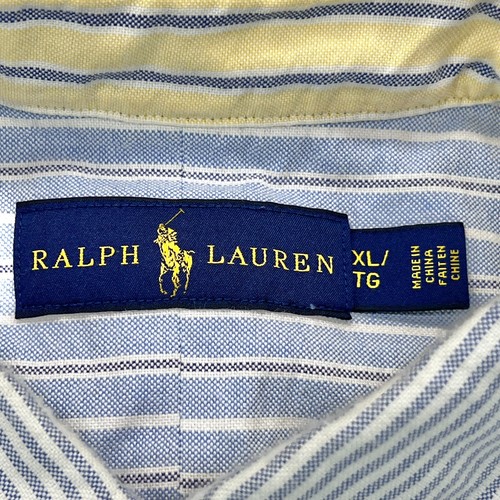 RALPH LAUREN
XL/
TG
MADE IN
CHINA
FAIT EN
CHINE